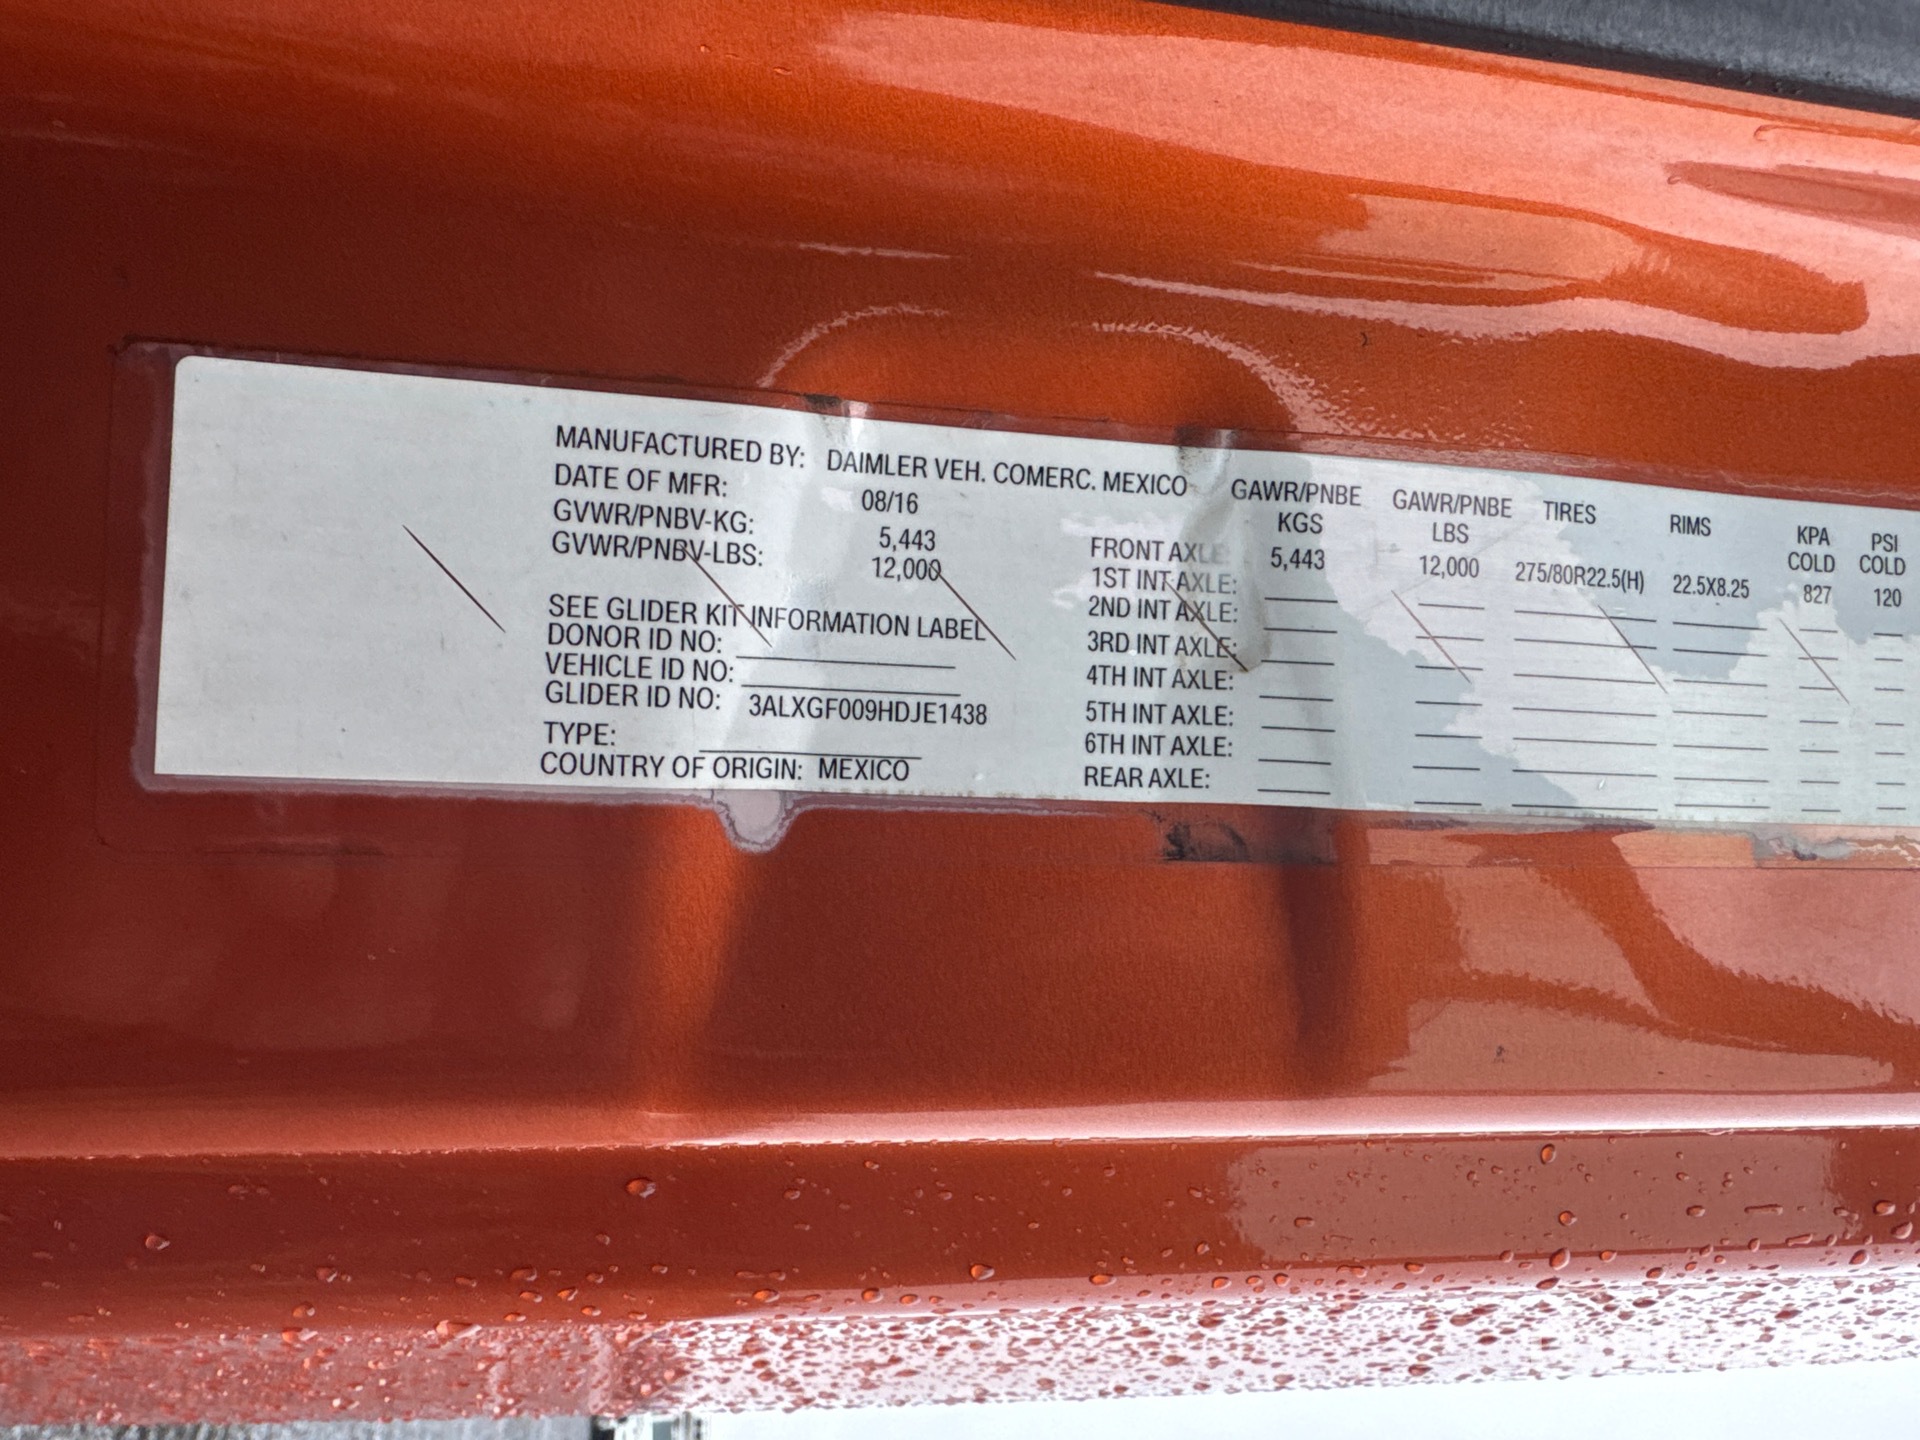 MANUFACTURED BY: DAIMLER VEH. COMERC. MEXICO
DATE OF MFR: 08/16
GVWR/PNBV-KG: 5,443
GVWR/PNBV-LBS: 12,000
SEE GLIDER KIT INFORMATION LABEL
DONOR ID NO:
VEHICLE ID NO:
GLIDER ID NO: 3ALXGF009HDJE1438
TYPE:
COUNTRY OF ORIGIN: MEXICO
GAWR/PNBE GAWR/PNBE TIRES RIMS KPA PSI
KGS LBS COLD COLD
FRONT AXLE: 5,443 12,000 275/80R22.5(H) 22.5X8.25 827 120
1ST INT AXLE:
2ND INT AXLE:
3RD INT AXLE:
4TH INT AXLE:
5TH INT AXLE:
6TH INT AXLE:
REAR AXLE: